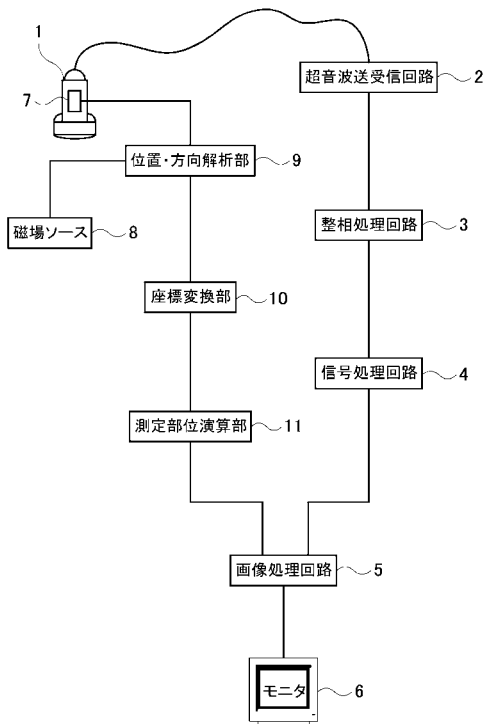 1
7
超音波送受信回路 2
位置・方向解析部 9
磁場ソース 8
整相処理回路 3
座標変換部 10
信号処理回路 4
測定部位演算部 11
画像処理回路 5
モニタ 6